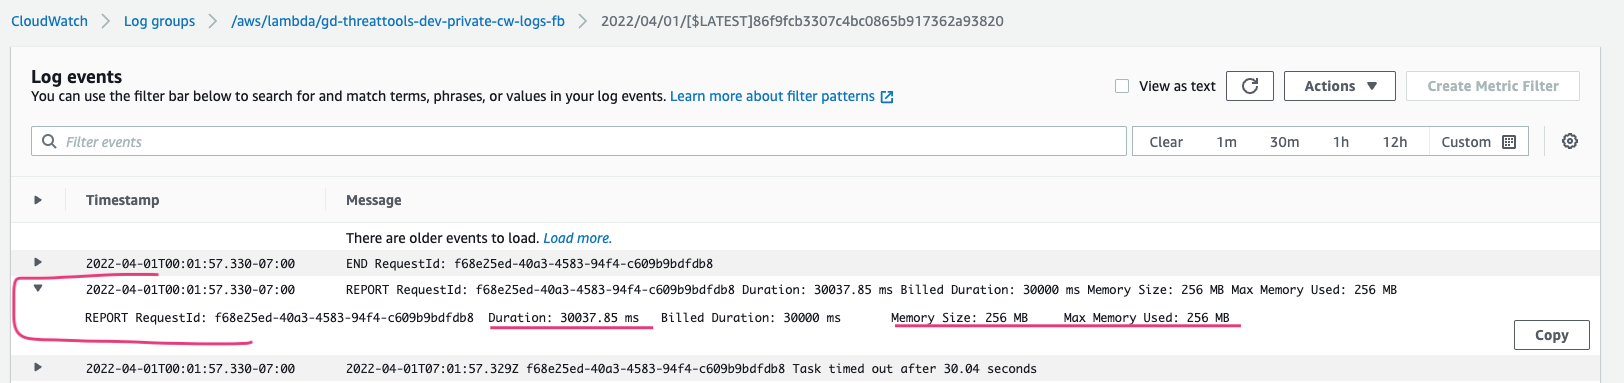 CloudWatch Log groups /aws/lambda/gd-threattools-dev-private-cw-logs-fb 2022/04/01/[$LATEST]86f9fcb3307c4bc0865b917362a93820
Log events
You can use the filter bar below to search for and match terms, phrases, or values in your log events. Learn more about filter patterns
View as text Actions Create Metric Filter
Filter events Clear 1m 30m 1h 12h Custom
Timestamp Message
There are older events to load. Load more.
2022-04-01T00:01:57.330-07:00 END RequestId: f68e25ed-40a3-4583-94f4-c609b9bdfdb8
2022-04-01T00:01:57.330-07:00 REPORT RequestId: f68e25ed-40a3-4583-94f4-c609b9bdfdb8 Duration: 30037.85 ms Billed Duration: 30000 ms Memory Size: 256 MB Max Memory Used: 256 MB
REPORT RequestId: f68e25ed-40a3-4583-94f4-c609b9bdfdb8 Duration: 30037.85 ms Billed Duration: 30000 ms Memory Size: 256 MB Max Memory Used: 256 MB
Copy
2022-04-01T00:01:57.330-07:00 2022-04-01T07:01:57.329Z f68e25ed-40a3-4583-94f4-c609b9bdfdb8 Task timed out after 30.04 seconds